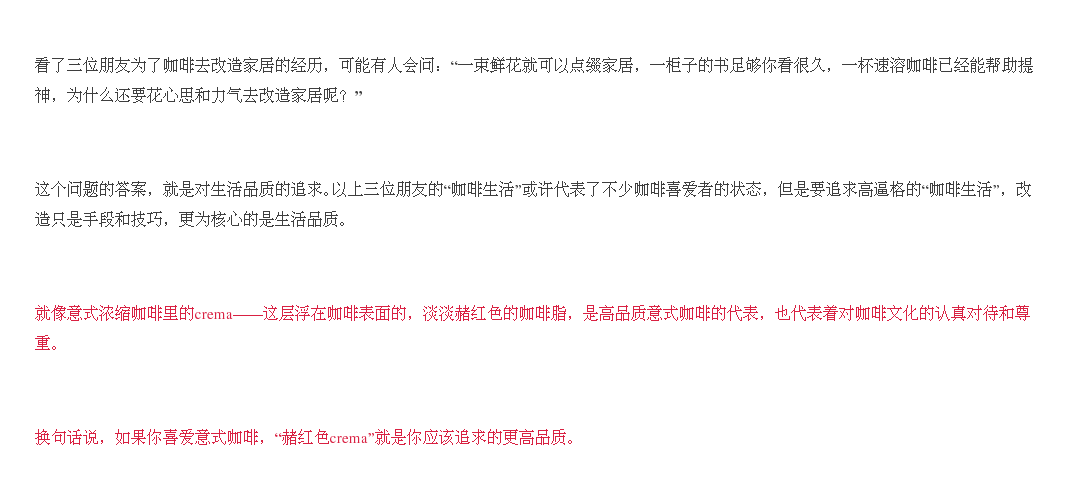 看了三位朋友为了咖啡去改造家居的经历，可能有人会问：“一束鲜花就可以点缀家居，一柜子的书足够你看很久，一杯速溶咖啡已经能帮助提
神，为什么还要花心思和力气去改造家居呢？”
这个问题的答案，就是对生活品质的追求。以上三位朋友的“咖啡生活”或许代表了不少咖啡喜爱者的状态，但是要追求高逼格的“咖啡生活”，改
造只是手段和技巧，更为核心的是生活品质。
就像意式浓缩咖啡里的crema——这层浮在咖啡表面的，淡淡赭红色的咖啡脂，是高品质意式咖啡的代表，也代表着对咖啡文化的认真对待和尊
重。
换句话说，如果你喜爱意式咖啡，“赭红色crema”就是你应该追求的更高品质。